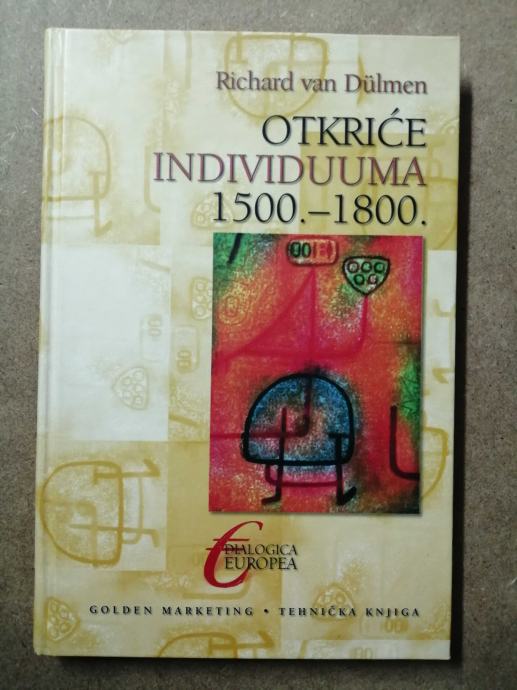 Richard van Dülmen
OTKRIĆE
INDIVIDUUMA
1500.–1800.
DIALOGICA
EUROPEA
GOLDEN MARKETING • TEHNIČKA KNJIGA